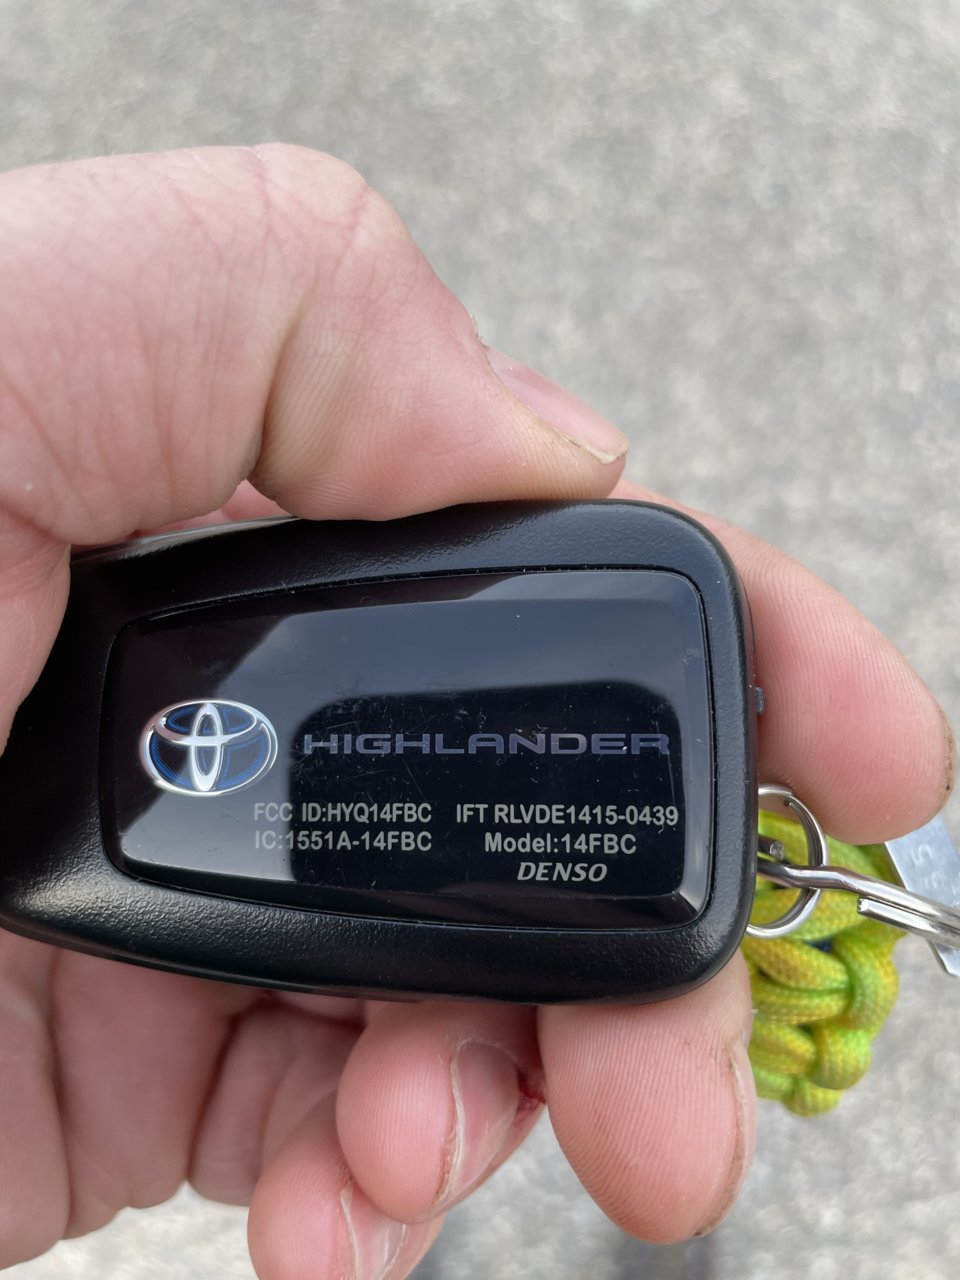 HIGHLANDER
FCC ID:HYQ14FBC IFT RLVDE1415-0439
IC:1551A-14FBC Model:14FBC
DENSO